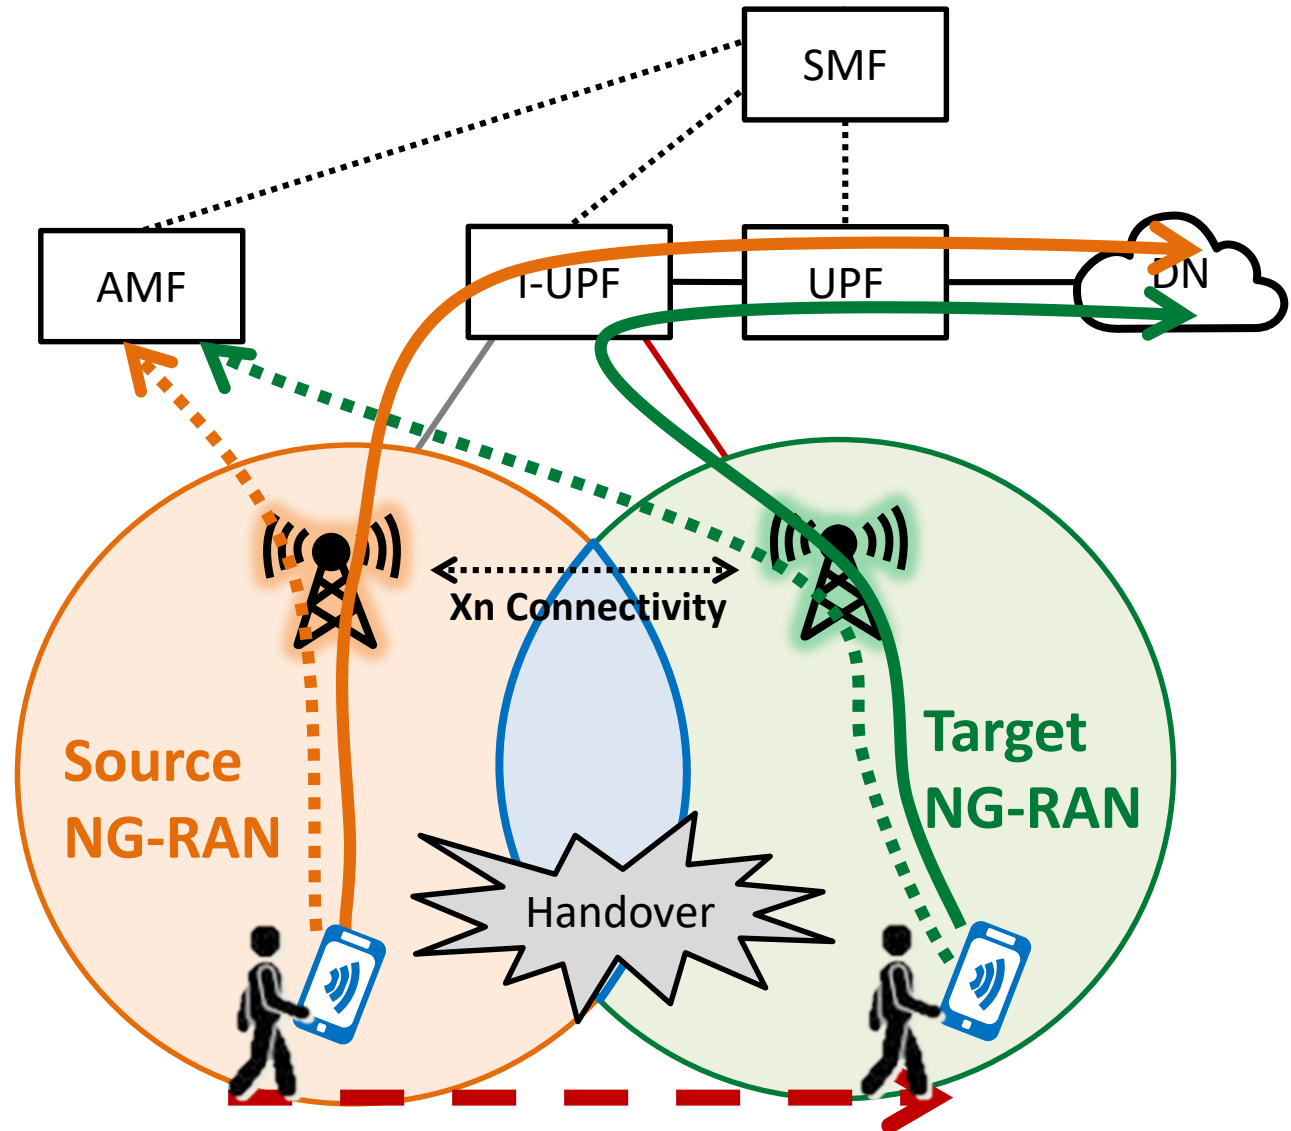 SMF
AMF
I-UPF
UPF
DN
Xn Connectivity
Source
NG-RAN
Target
NG-RAN
Handover